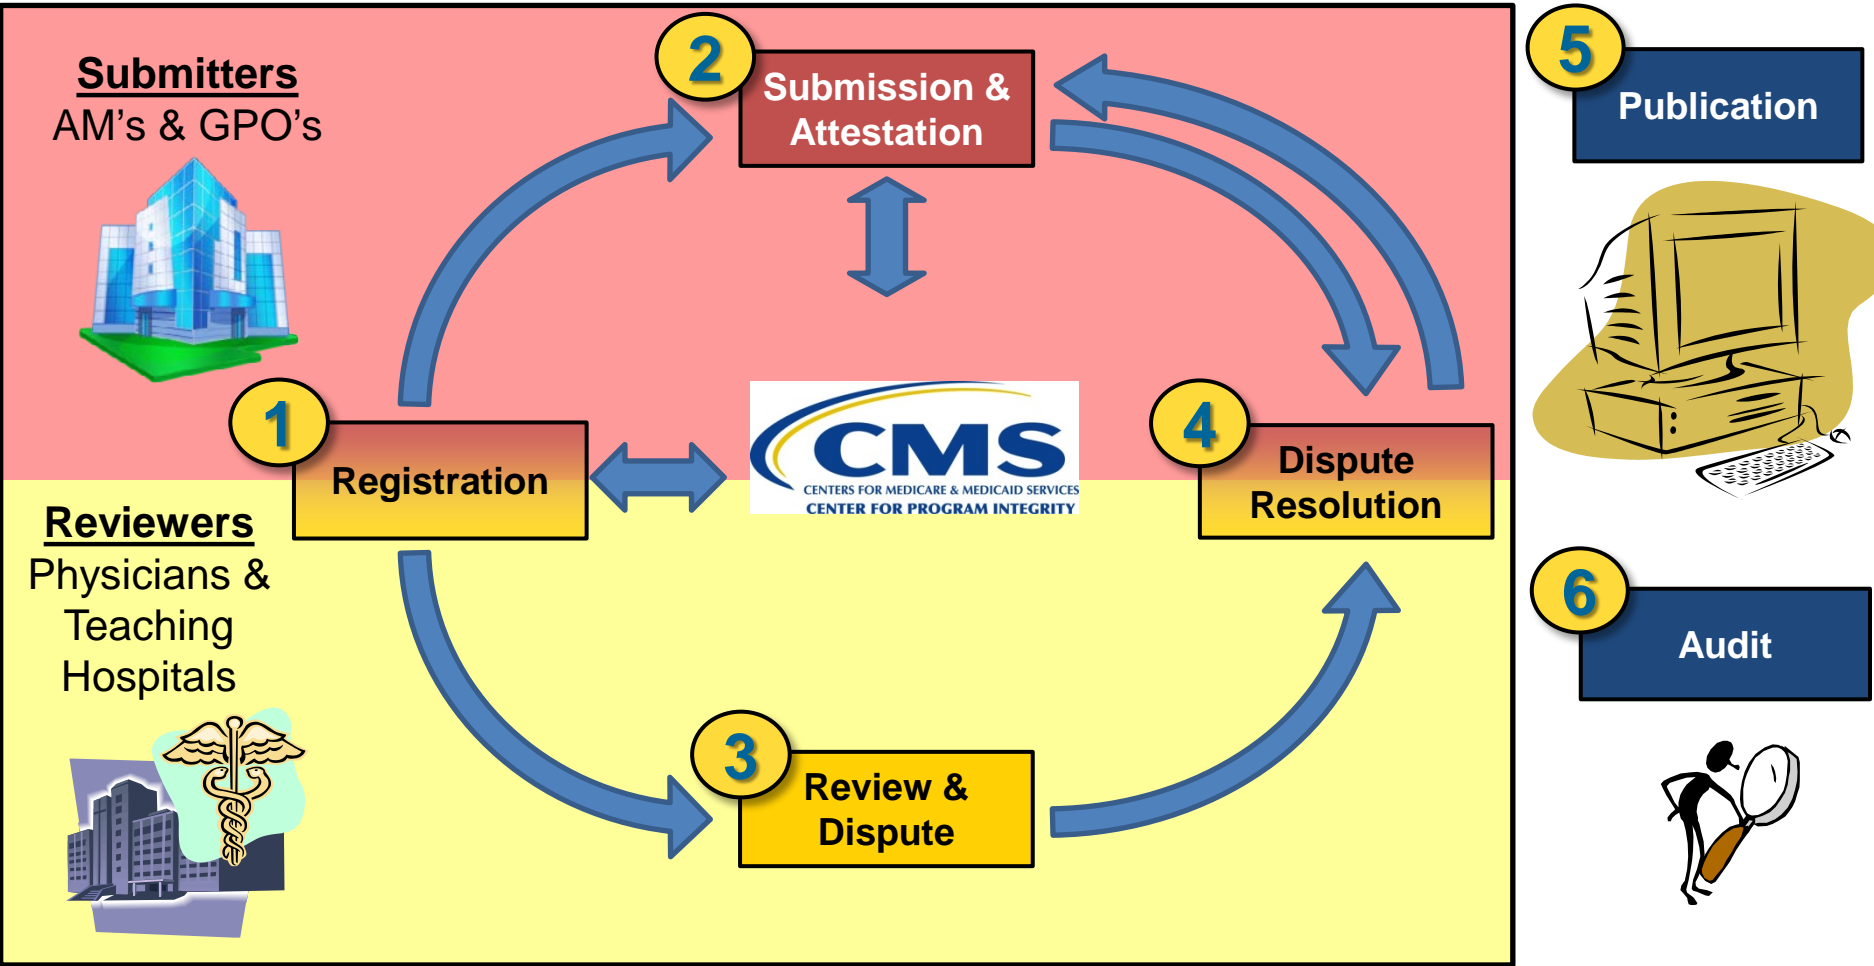 Submitters
AM's & GPO's
2
Submission &
Attestation
1
Registration
CMS
CENTERS FOR MEDICARE & MEDICAID SERVICES
CENTER FOR PROGRAM INTEGRITY
4
Dispute
Resolution
Reviewers
Physicians &
Teaching
Hospitals
3
Review &
Dispute
5
Publication
6
Audit